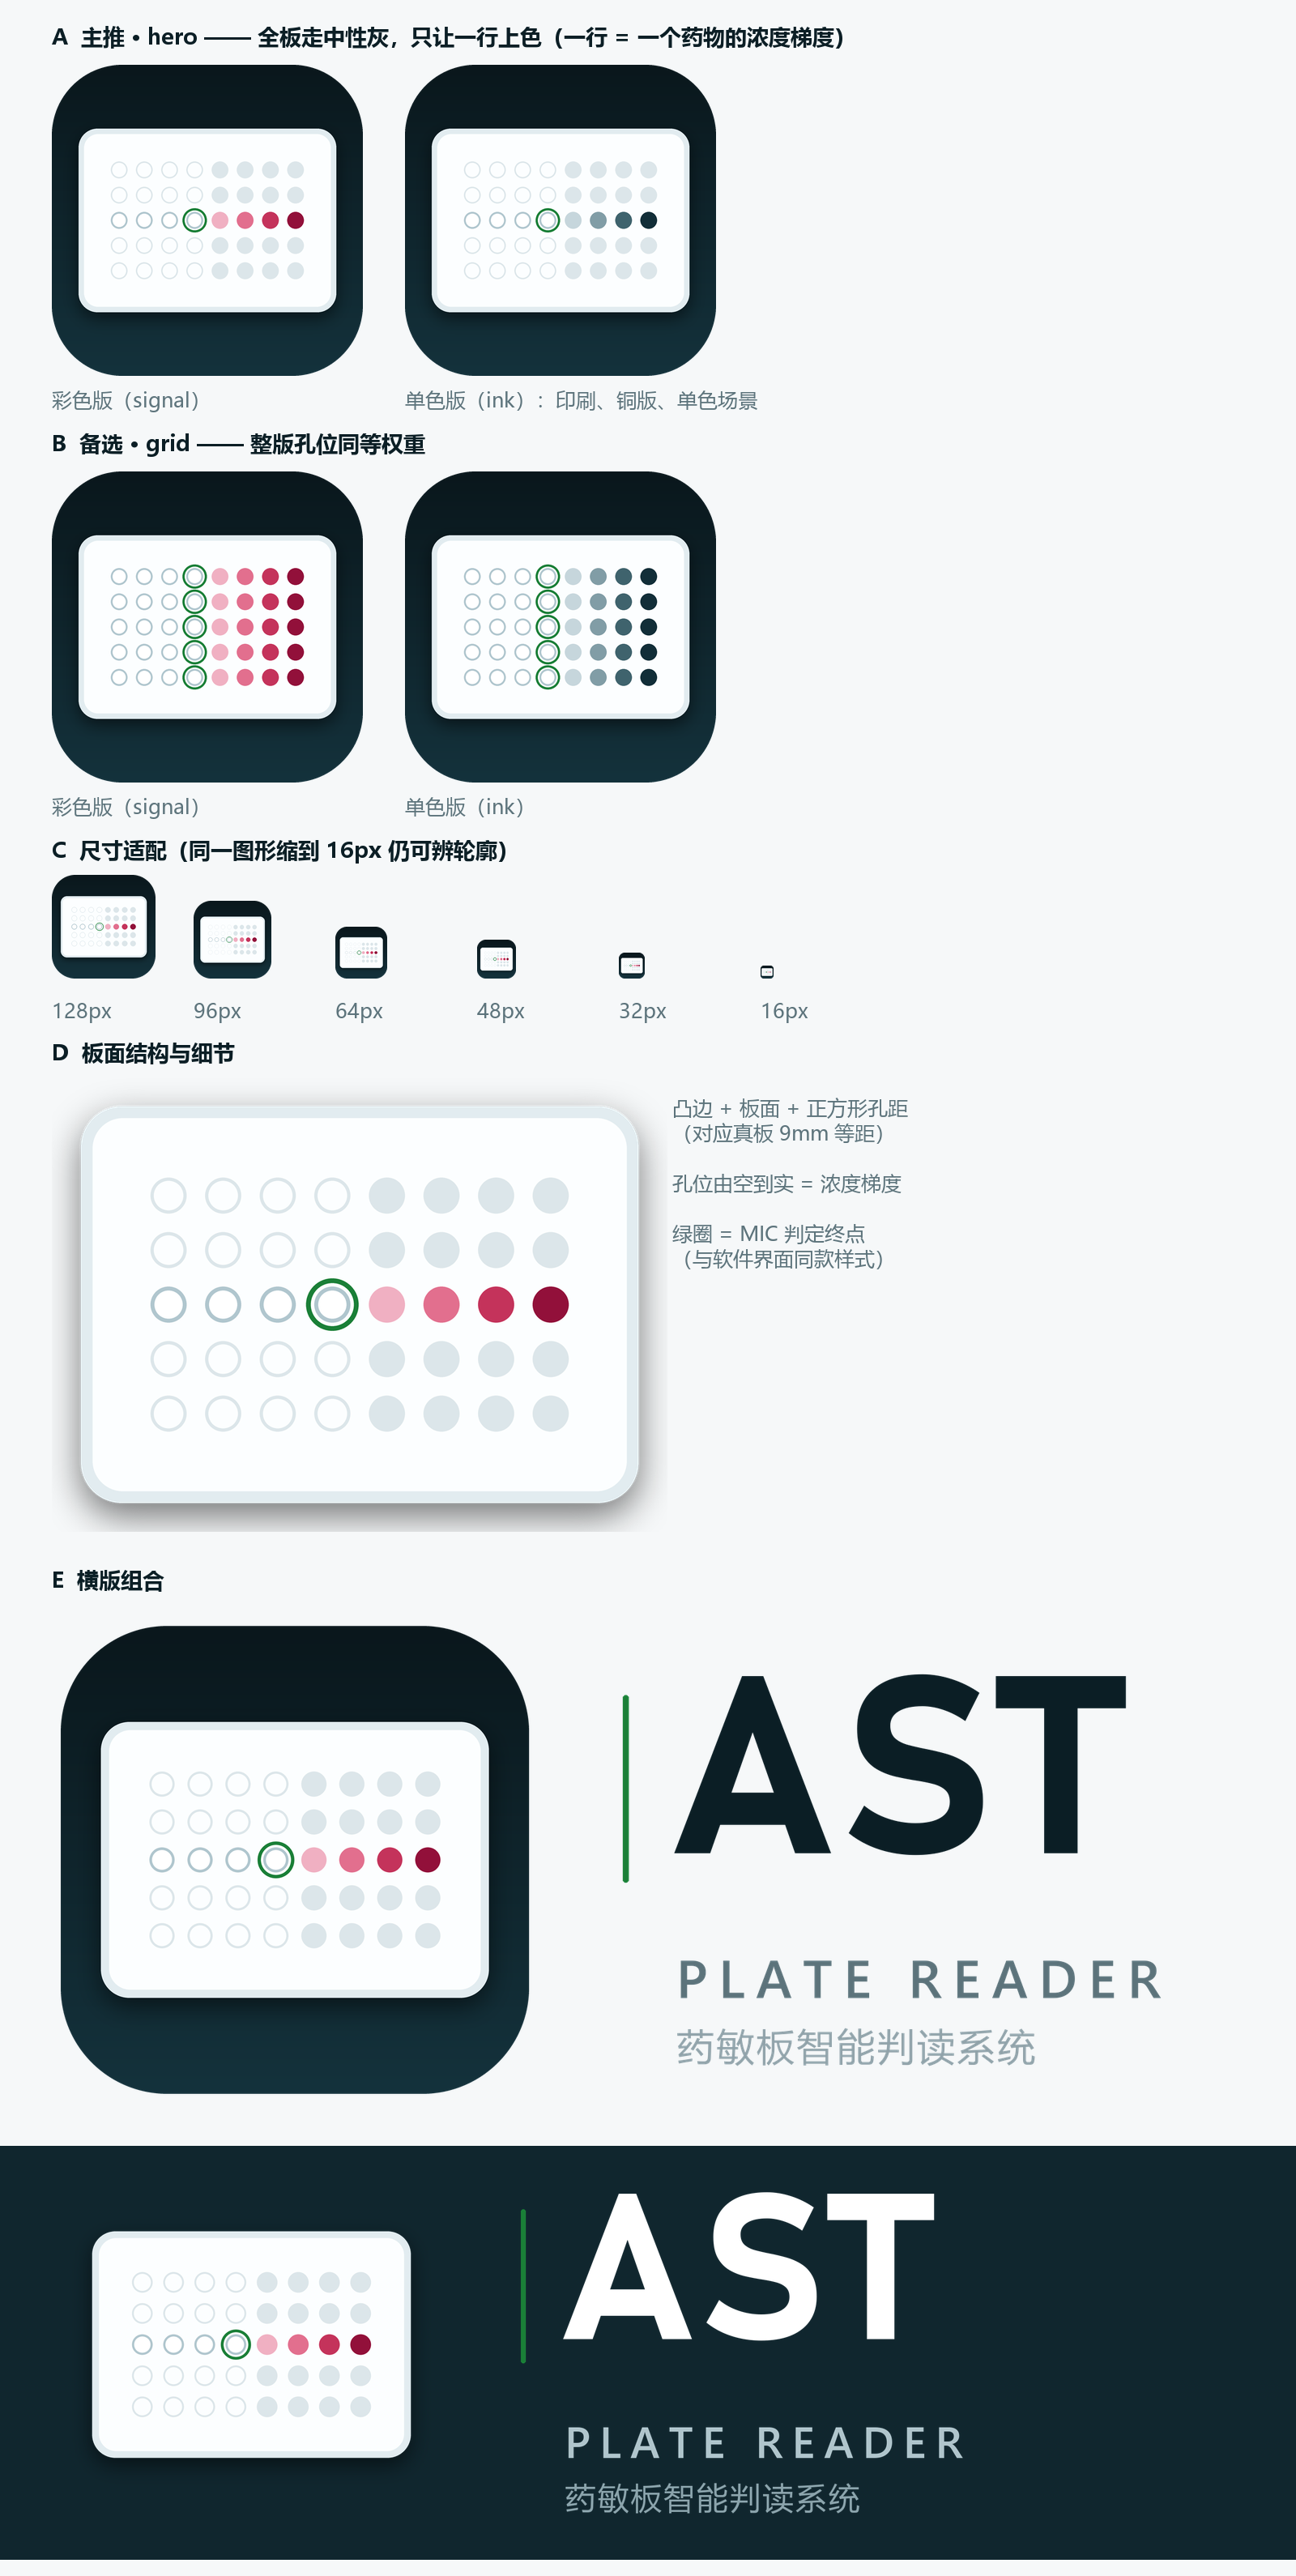 A 主推 • hero —— 全板走中性灰，只让一行上色（一行 = 一个药物的浓度梯度）
彩色版（signal）
单色版（ink）：印刷、铜版、单色场景
B 备选 • grid —— 整版孔位同等权重
彩色版（signal）
单色版（ink）
C 尺寸适配（同一图形缩到 16px 仍可辨轮廓）
128px
96px
64px
48px
32px
16px
D 板面结构与细节
凸边 + 板面 + 正方形孔距
（对应真板 9mm 等距）
孔位由空到实 = 浓度梯度
绿圈 = MIC 判定终点
（与软件界面同款样式）
E 横版组合
AST
PLATE READER
药敏板智能判读系统
AST
PLATE READER
药敏板智能判读系统